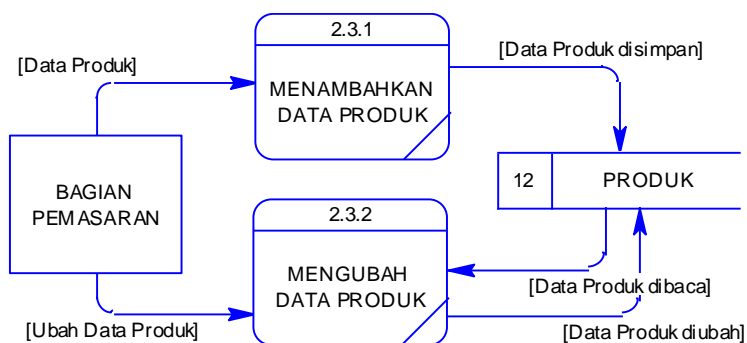 2.3.1
[Data Produk disimpan]
[Data Produk]
MENAMBAHKAN
DATA PRODUK
BAGIAN
PEMASARAN
12
PRODUK
2.3.2
MENGUBAH
DATA PRODUK
[Data Produk dibaca]
[Ubah Data Produk]
[Data Produk diubah]